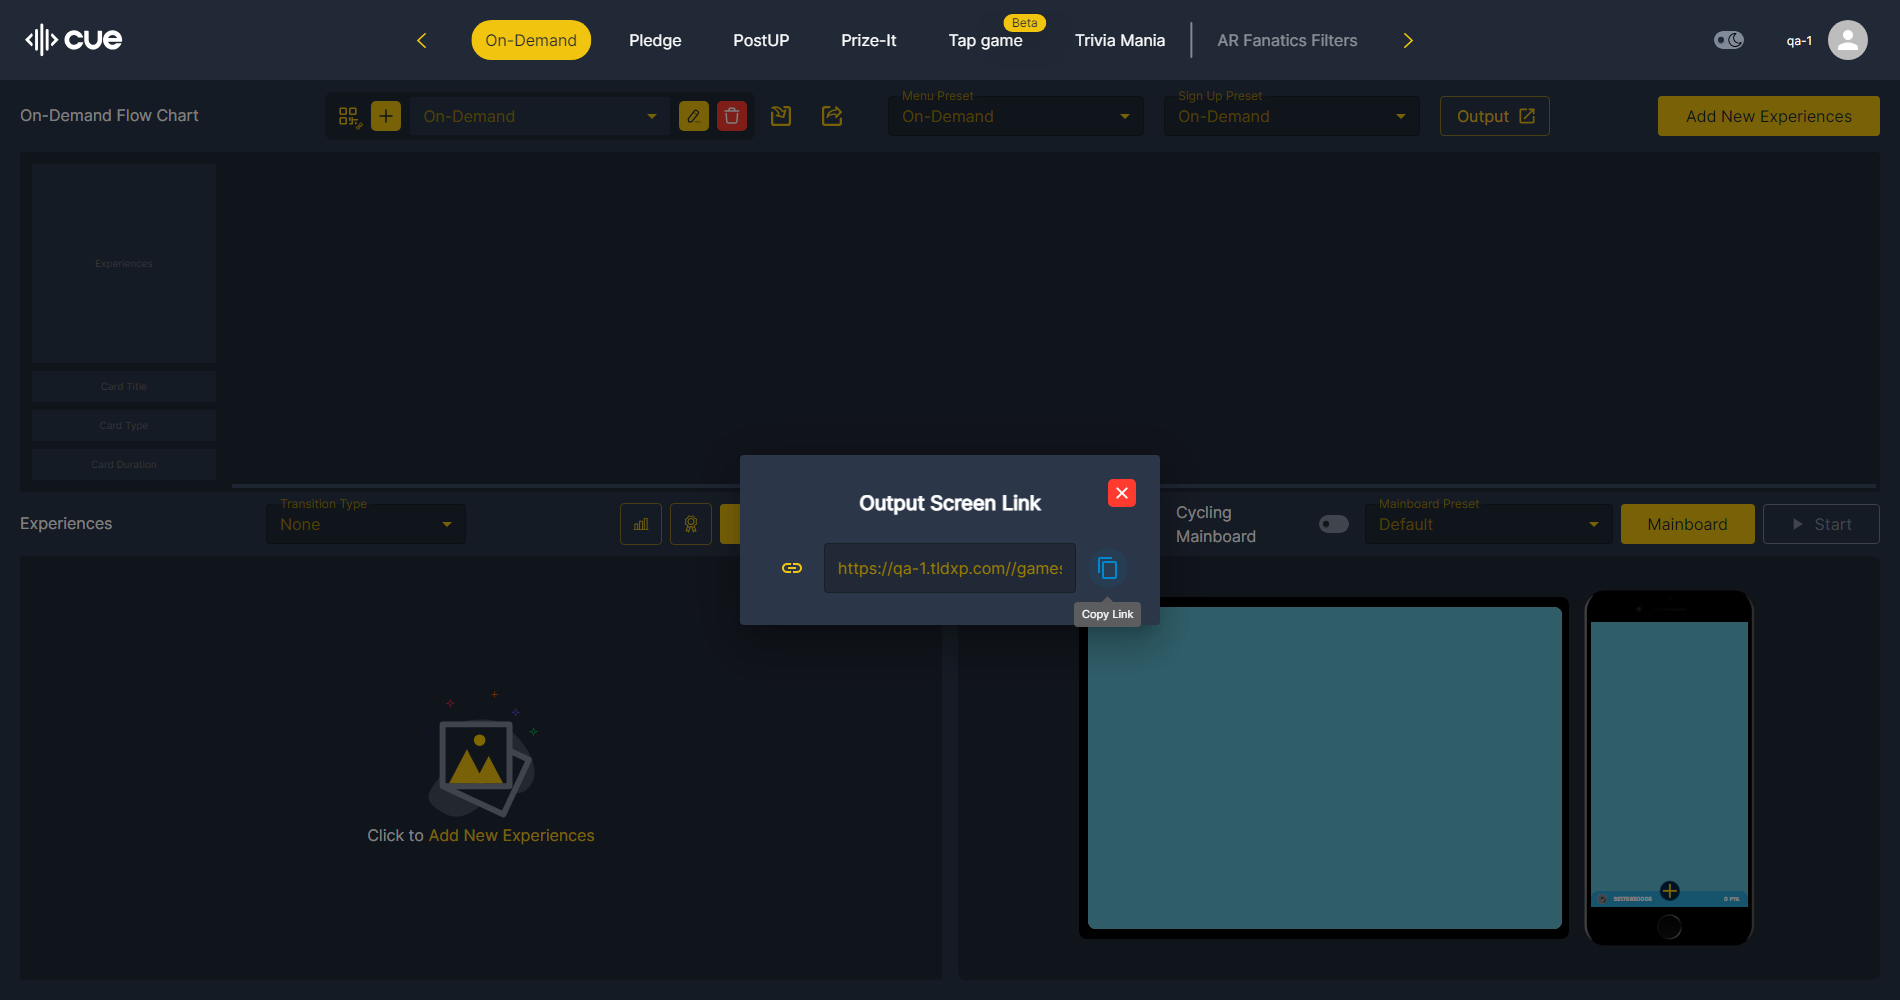 cue
On-Demand
Pledge
PostUP
Prize-It
Tap game
Beta
Trivia Mania
AR Fanatics Filters
qa-1
On-Demand Flow Chart
On-Demand
Menu Preset
On-Demand
Sign Up Preset
On-Demand
Output
Add New Experiences
Experiences
Card Title
Card Type
Card Duration
Output Screen Link
https://qa-1.tldxp.com//games
Copy Link
Experiences
Transition Type
None
Cycling
Mainboard
Mainboard Preset
Default
Mainboard
Start
Click to Add New Experiences
0 PTS.